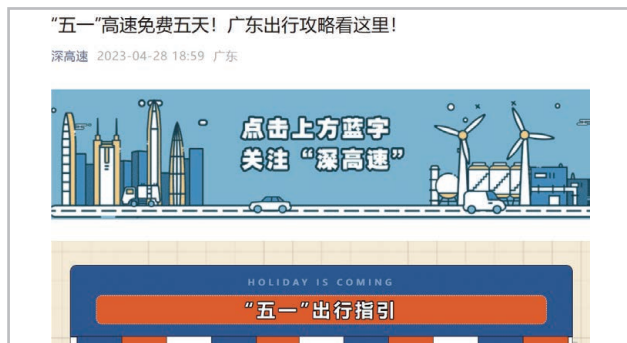 “五一”高速免费五天！广东出行攻略看这里！
深高速 2023-04-28 18:59 广东
点击上方蓝字
关注“深高速”
HOLIDAY IS COMING
“五一”出行指引